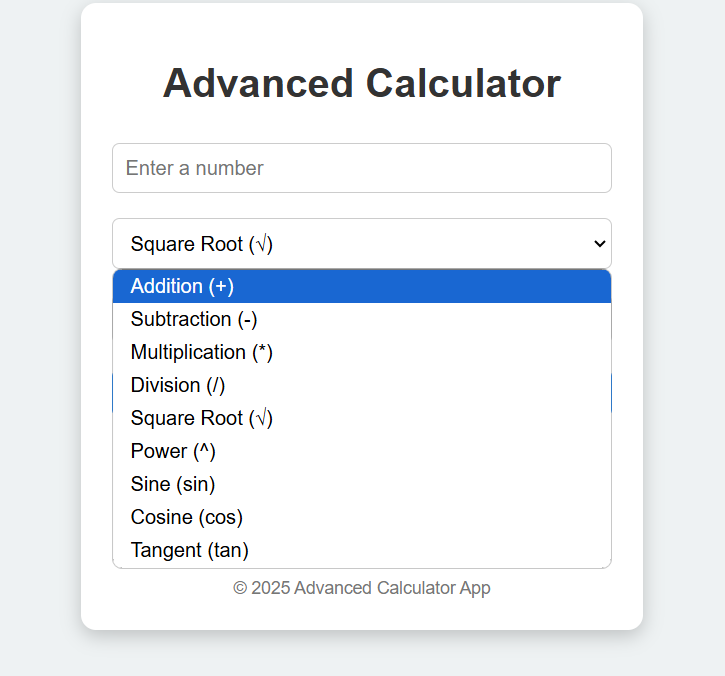 Advanced Calculator
Enter a number
Square Root (√)
Addition (+)
Subtraction (-)
Multiplication (*)
Division (/)
Square Root (√)
Power (^)
Sine (sin)
Cosine (cos)
Tangent (tan)
© 2025 Advanced Calculator App